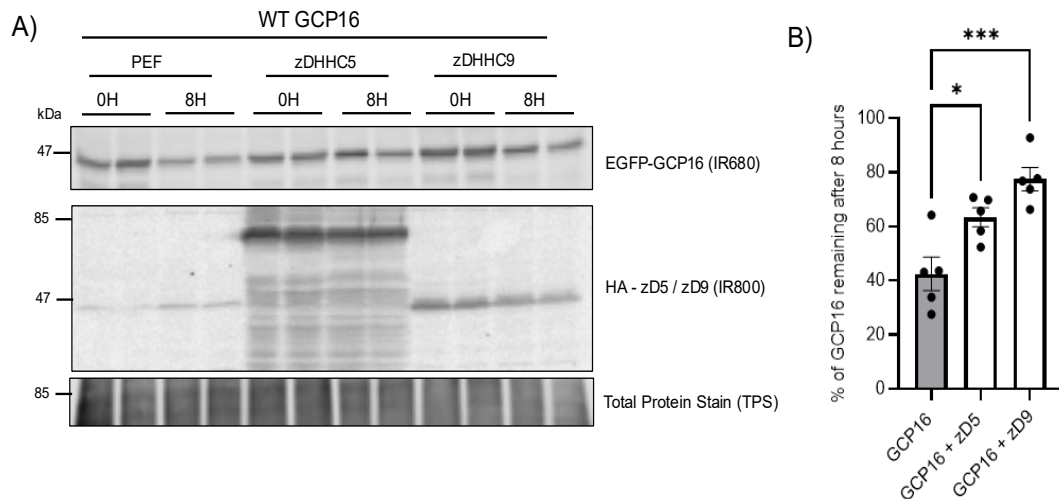 A)
WT GCP16
PEF zDHHC5 zDHHC9
0H 8H 0H 8H 0H 8H
kDa
47
EGFP-GCP16 (IR680)
85
47
HA - zD5 / zD9 (IR800)
85
Total Protein Stain (TPS)
B)
***
*
% of GCP16 remaining after 8 hours
100
80
60
40
20
0
GCP16
GCP16 + zD5
GCP16 + zD9